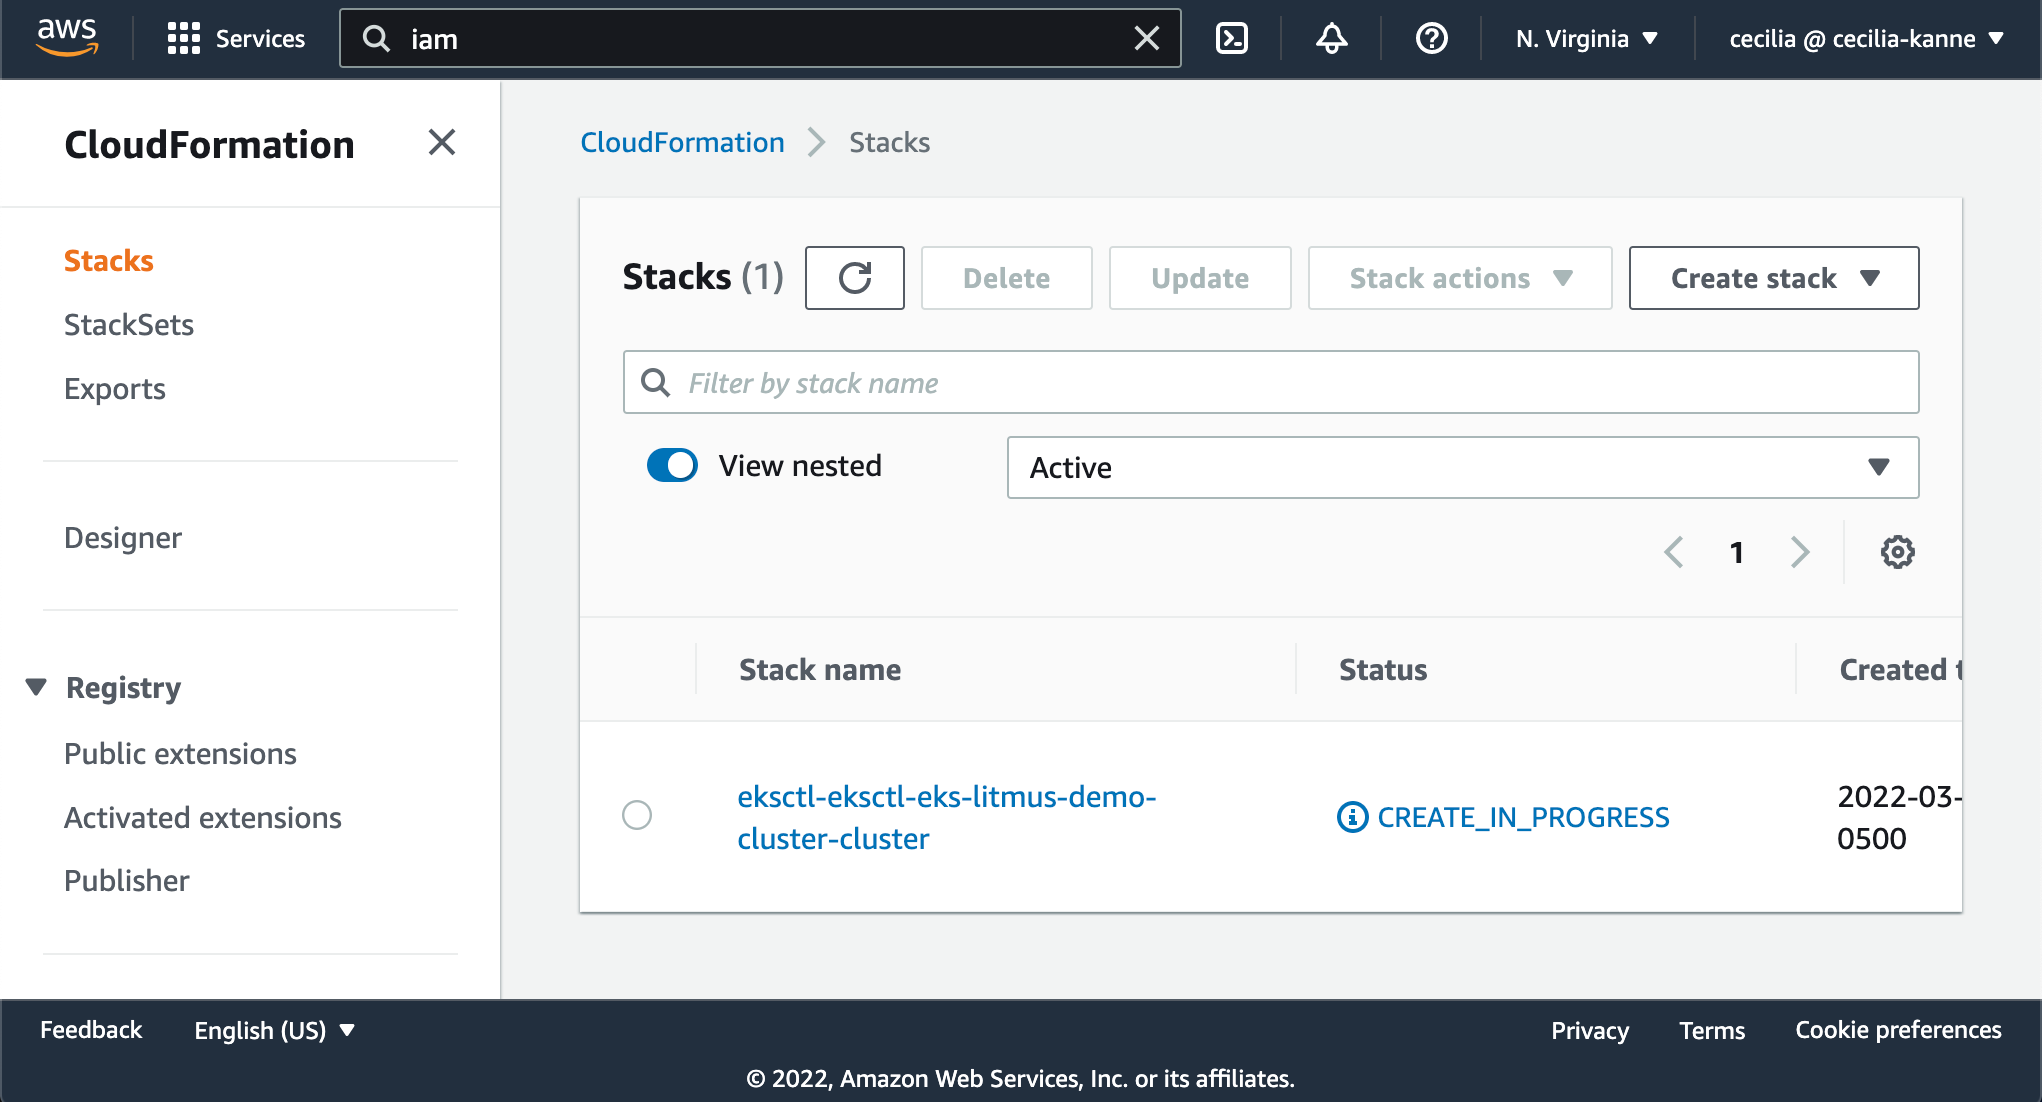 aws
Services
iam
N. Virginia
cecilia @ cecilia-kanne
CloudFormation
Stacks
StackSets
Exports
Designer
Registry
Public extensions
Activated extensions
Publisher
CloudFormation
Stacks
Stacks (1)
Delete
Update
Stack actions
Create stack
Filter by stack name
View nested
Active
1
Stack name
Status
Created t
eksctl-eksctl-eks-litmus-demo-
cluster-cluster
CREATE_IN_PROGRESS
2022-03-
0500
Feedback
English (US)
Privacy
Terms
Cookie preferences
© 2022, Amazon Web Services, Inc. or its affiliates.